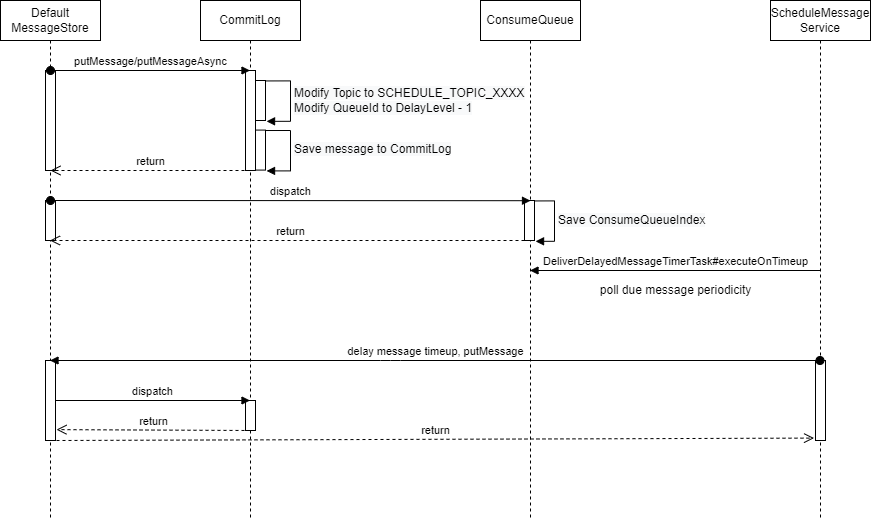 Default
MessageStore
CommitLog
ConsumeQueue
ScheduleMessage
Service
putMessage/putMessageAsync
Modify Topic to SCHEDULE_TOPIC_XXXX
Modify QueueId to DelayLevel - 1
Save message to CommitLog
return
dispatch
Save ConsumeQueueIndex
return
DeliverDelayedMessageTimerTask#executeOnTimeup
poll due message periodicity
delay message timeup, putMessage
dispatch
return
return